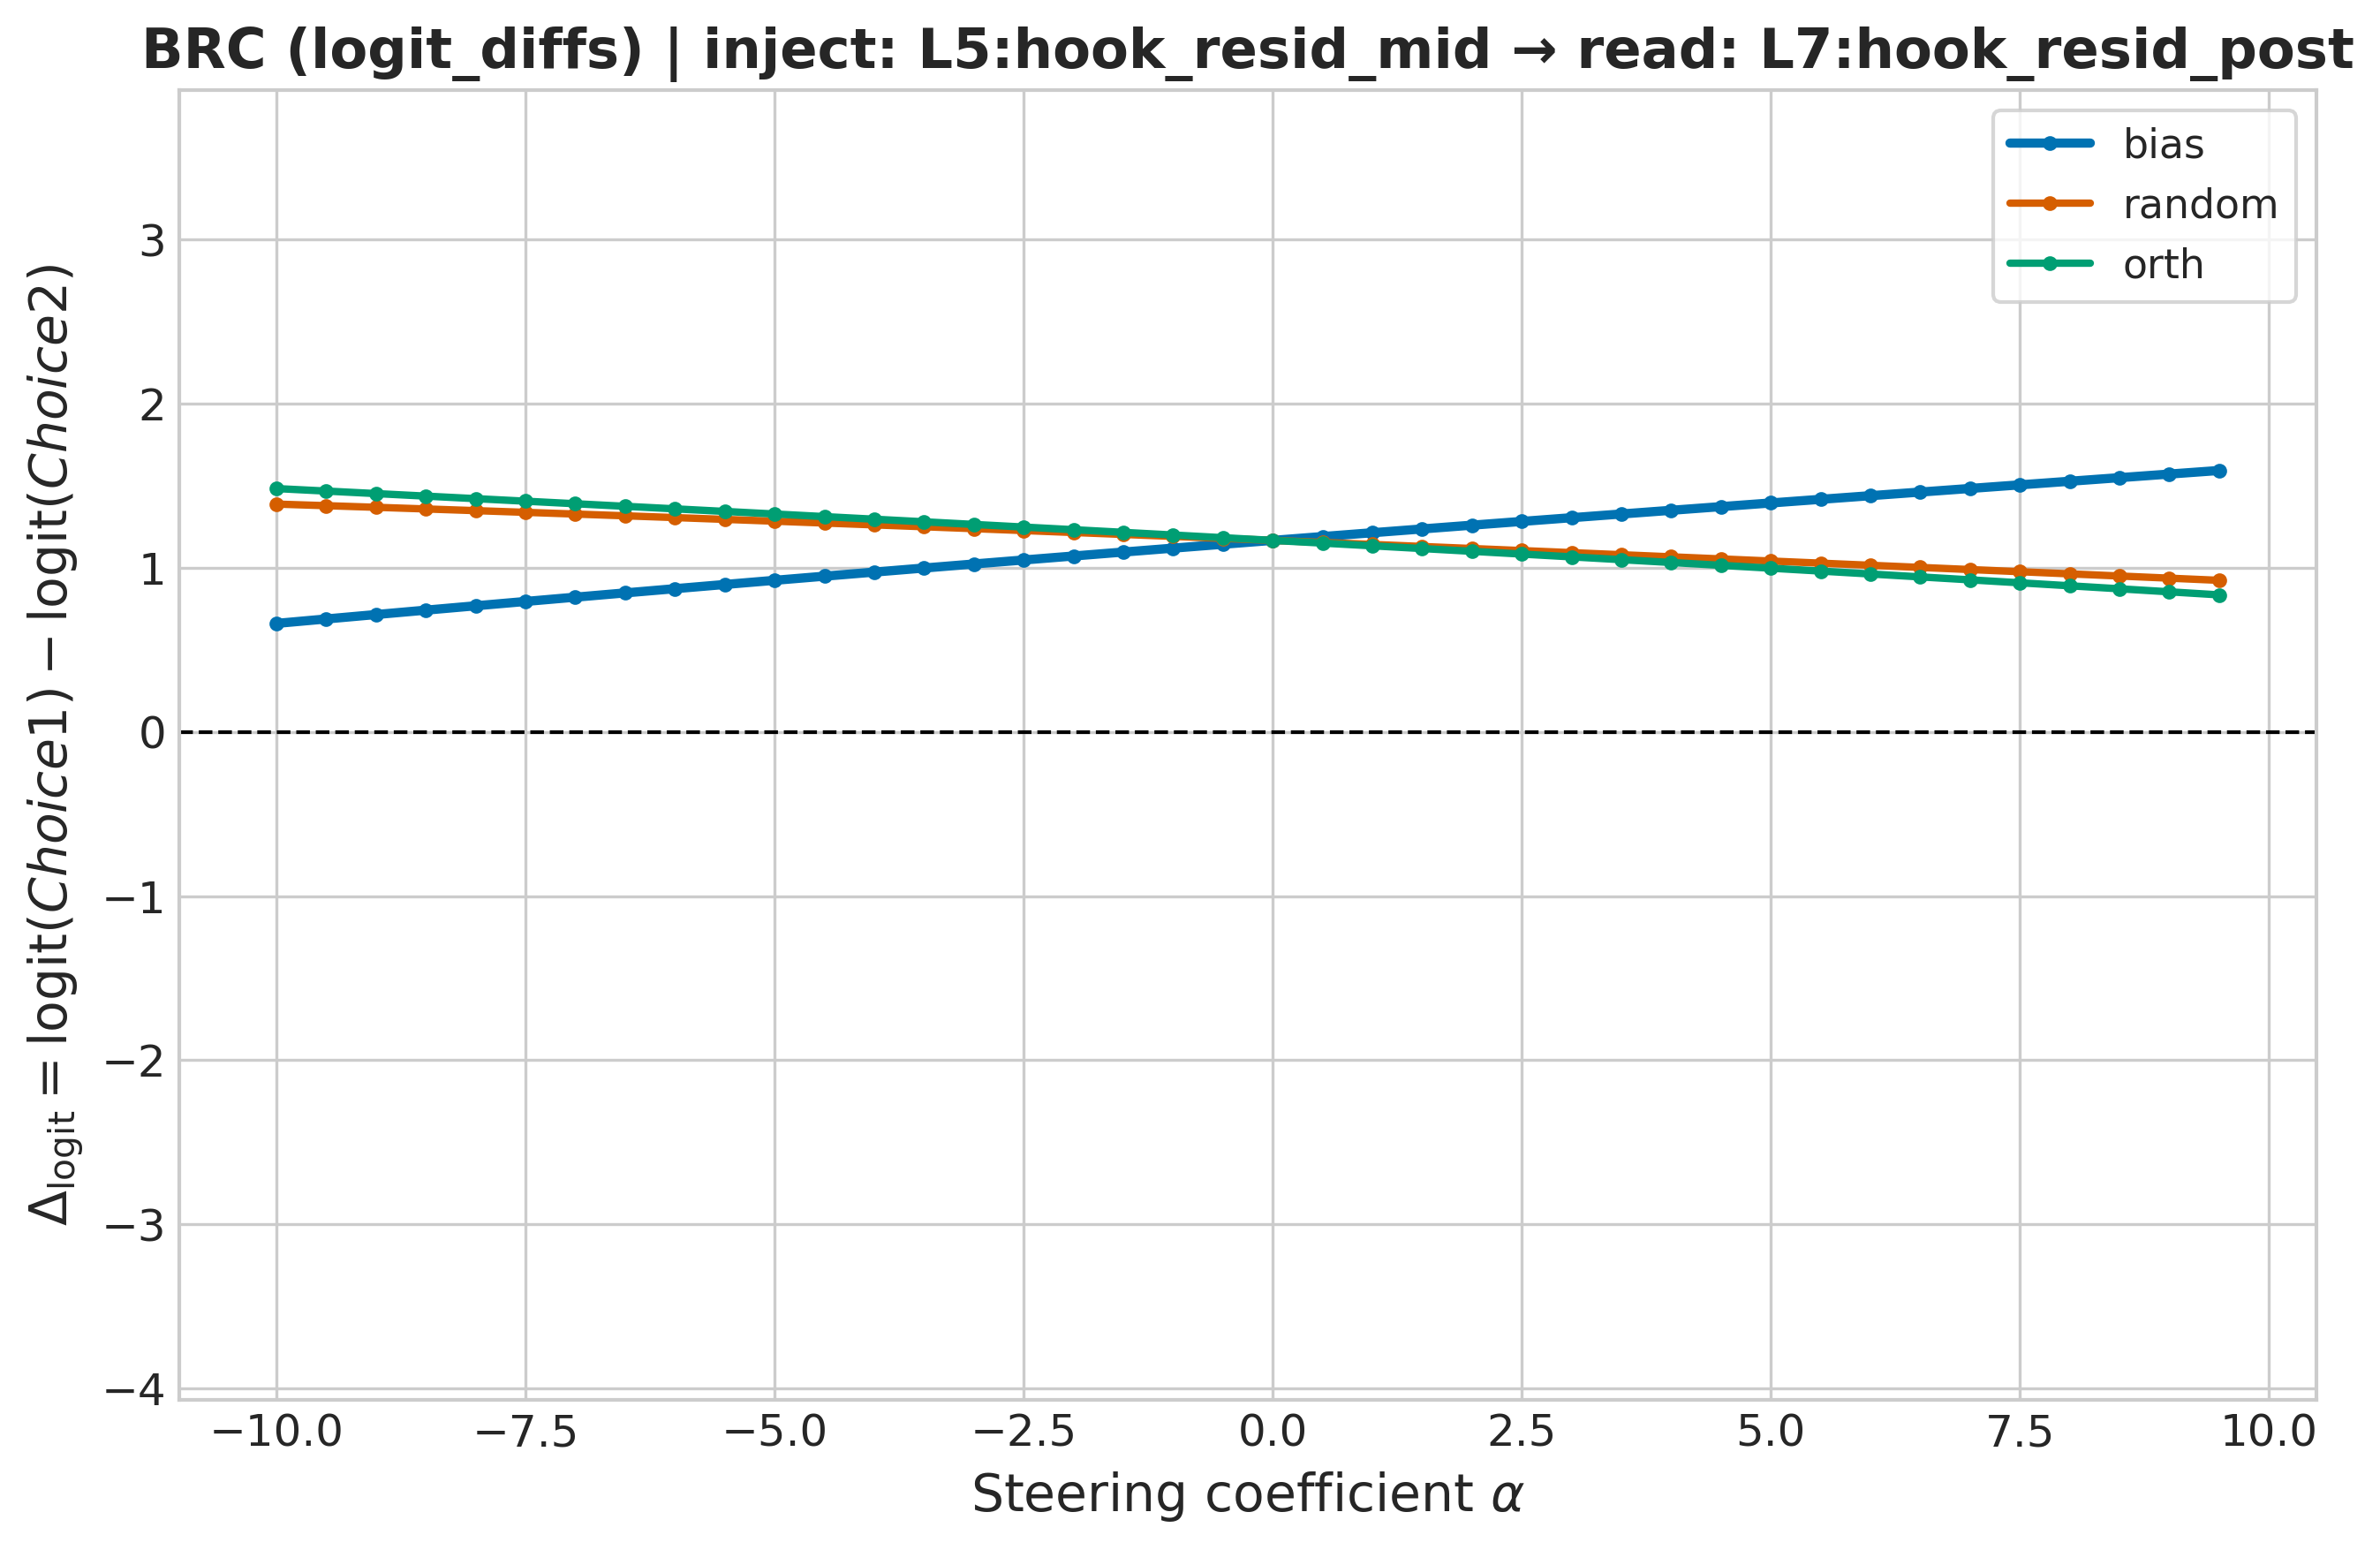 BRC (logit_diffs) | inject: L5:hook_resid_mid → read: L7:hook_resid_post
bias
random
orth
Δlogit = logit(Choice1) − logit(Choice2)
3
2
1
0
−1
−2
−3
−4
−10.0 −7.5 −5.0 −2.5 0.0 2.5 5.0 7.5 10.0
Steering coefficient α